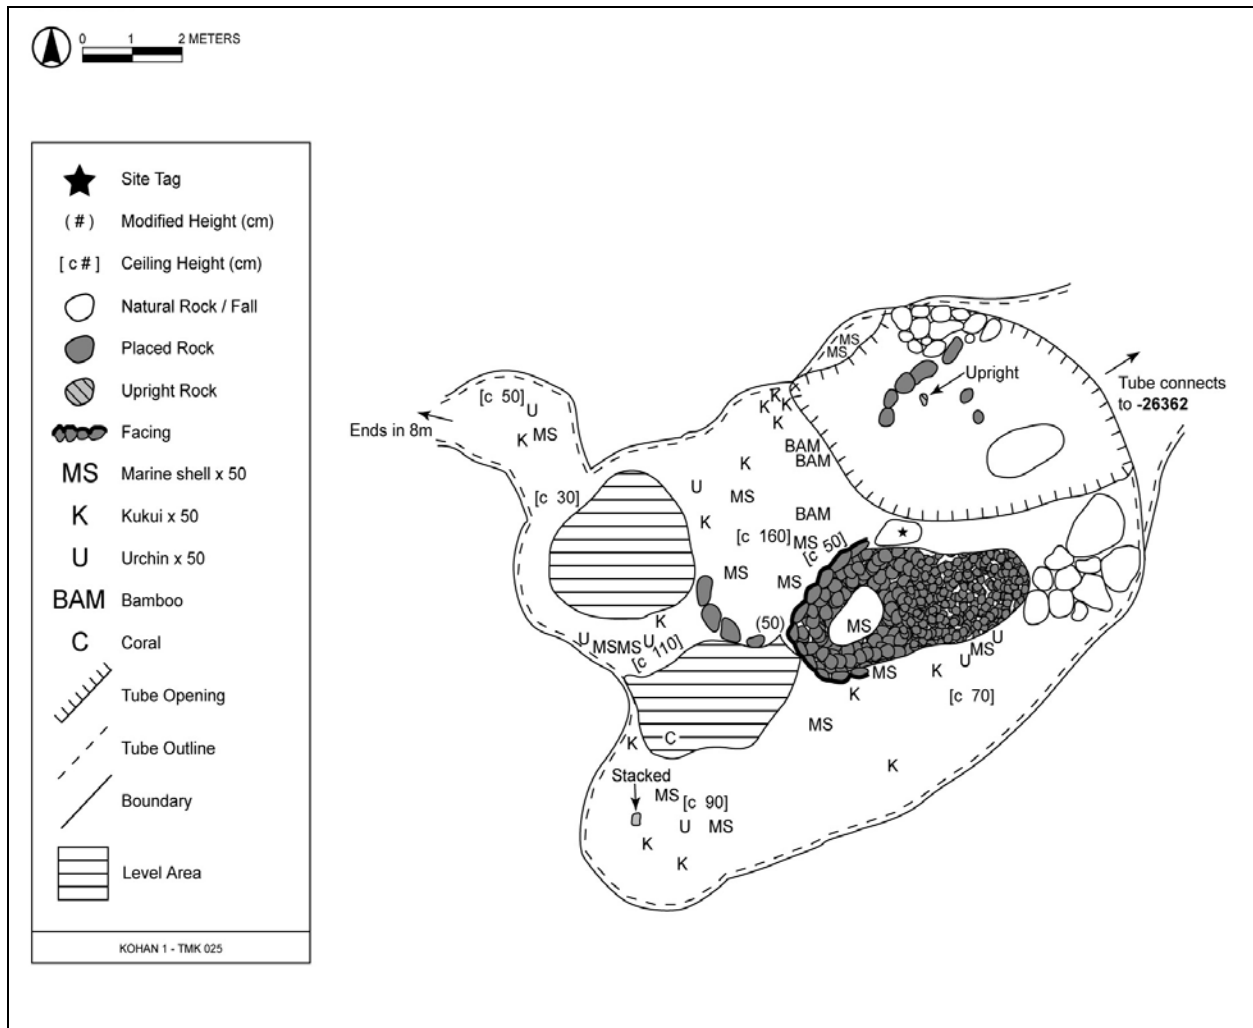 0 1 2 METERS
Site Tag
( # ) Modified Height (cm)
[ c # ] Ceiling Height (cm)
Natural Rock / Fall
Placed Rock
Upright Rock
Facing
MS Marine shell x 50
K Kukui x 50
U Urchin x 50
BAM Bamboo
C Coral
Tube Opening
Tube Outline
Boundary
Level Area
KOHAN 1 - TMK 025
MS
MS
Upright
Tube connects
to -26362
[c 50]
U
K MS
Ends in 8m
K
K K
K
BAM
BAM
K
U
MS
[c 30]
K
BAM
[c 160]
MS
[c 50]
MS
MS
(50)
MS
K
U MSMS U
[c 110]
U
MS
U
MS
K
K
[c 70]
MS
K
C
K
Stacked
MS
[c 90]
U MS
K
K